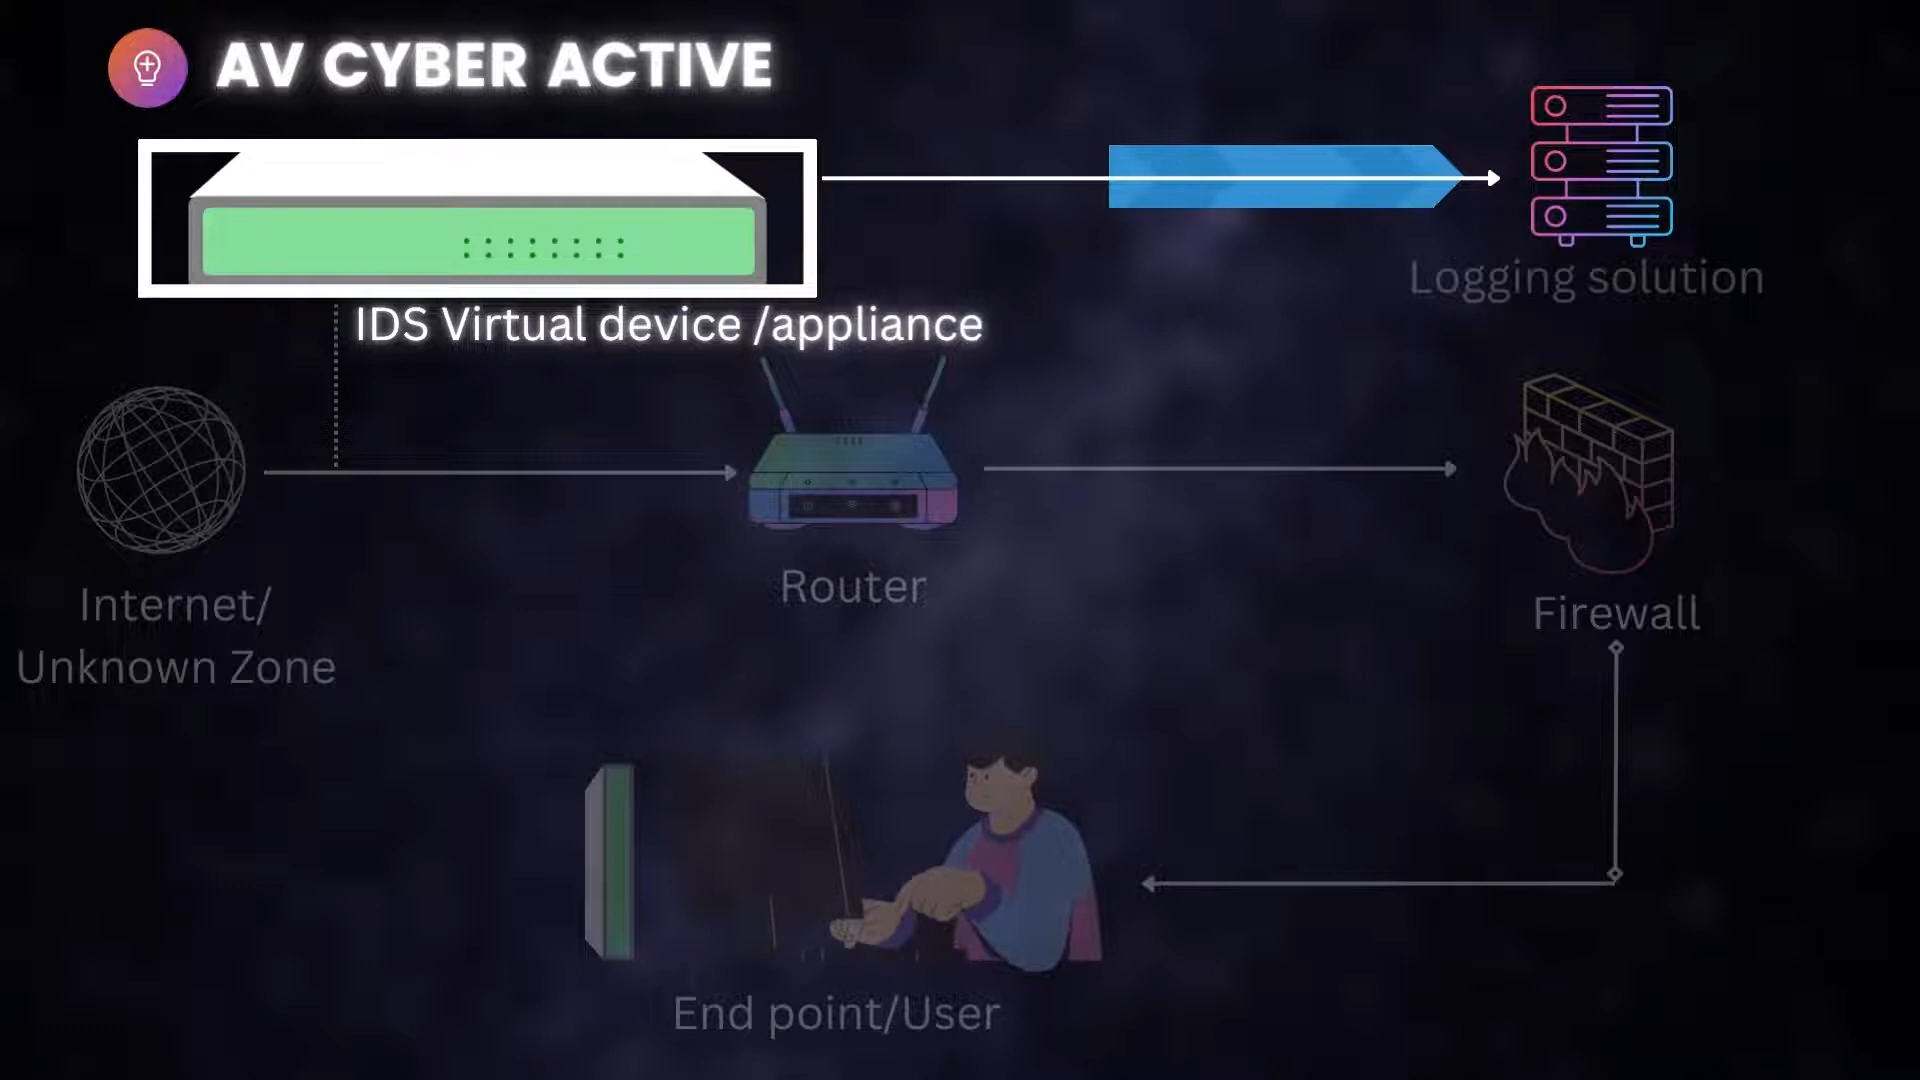 AV CYBER ACTIVE
Logging solution
IDS Virtual device /appliance
Internet/
Unknown Zone
Router
Firewall
End point/User